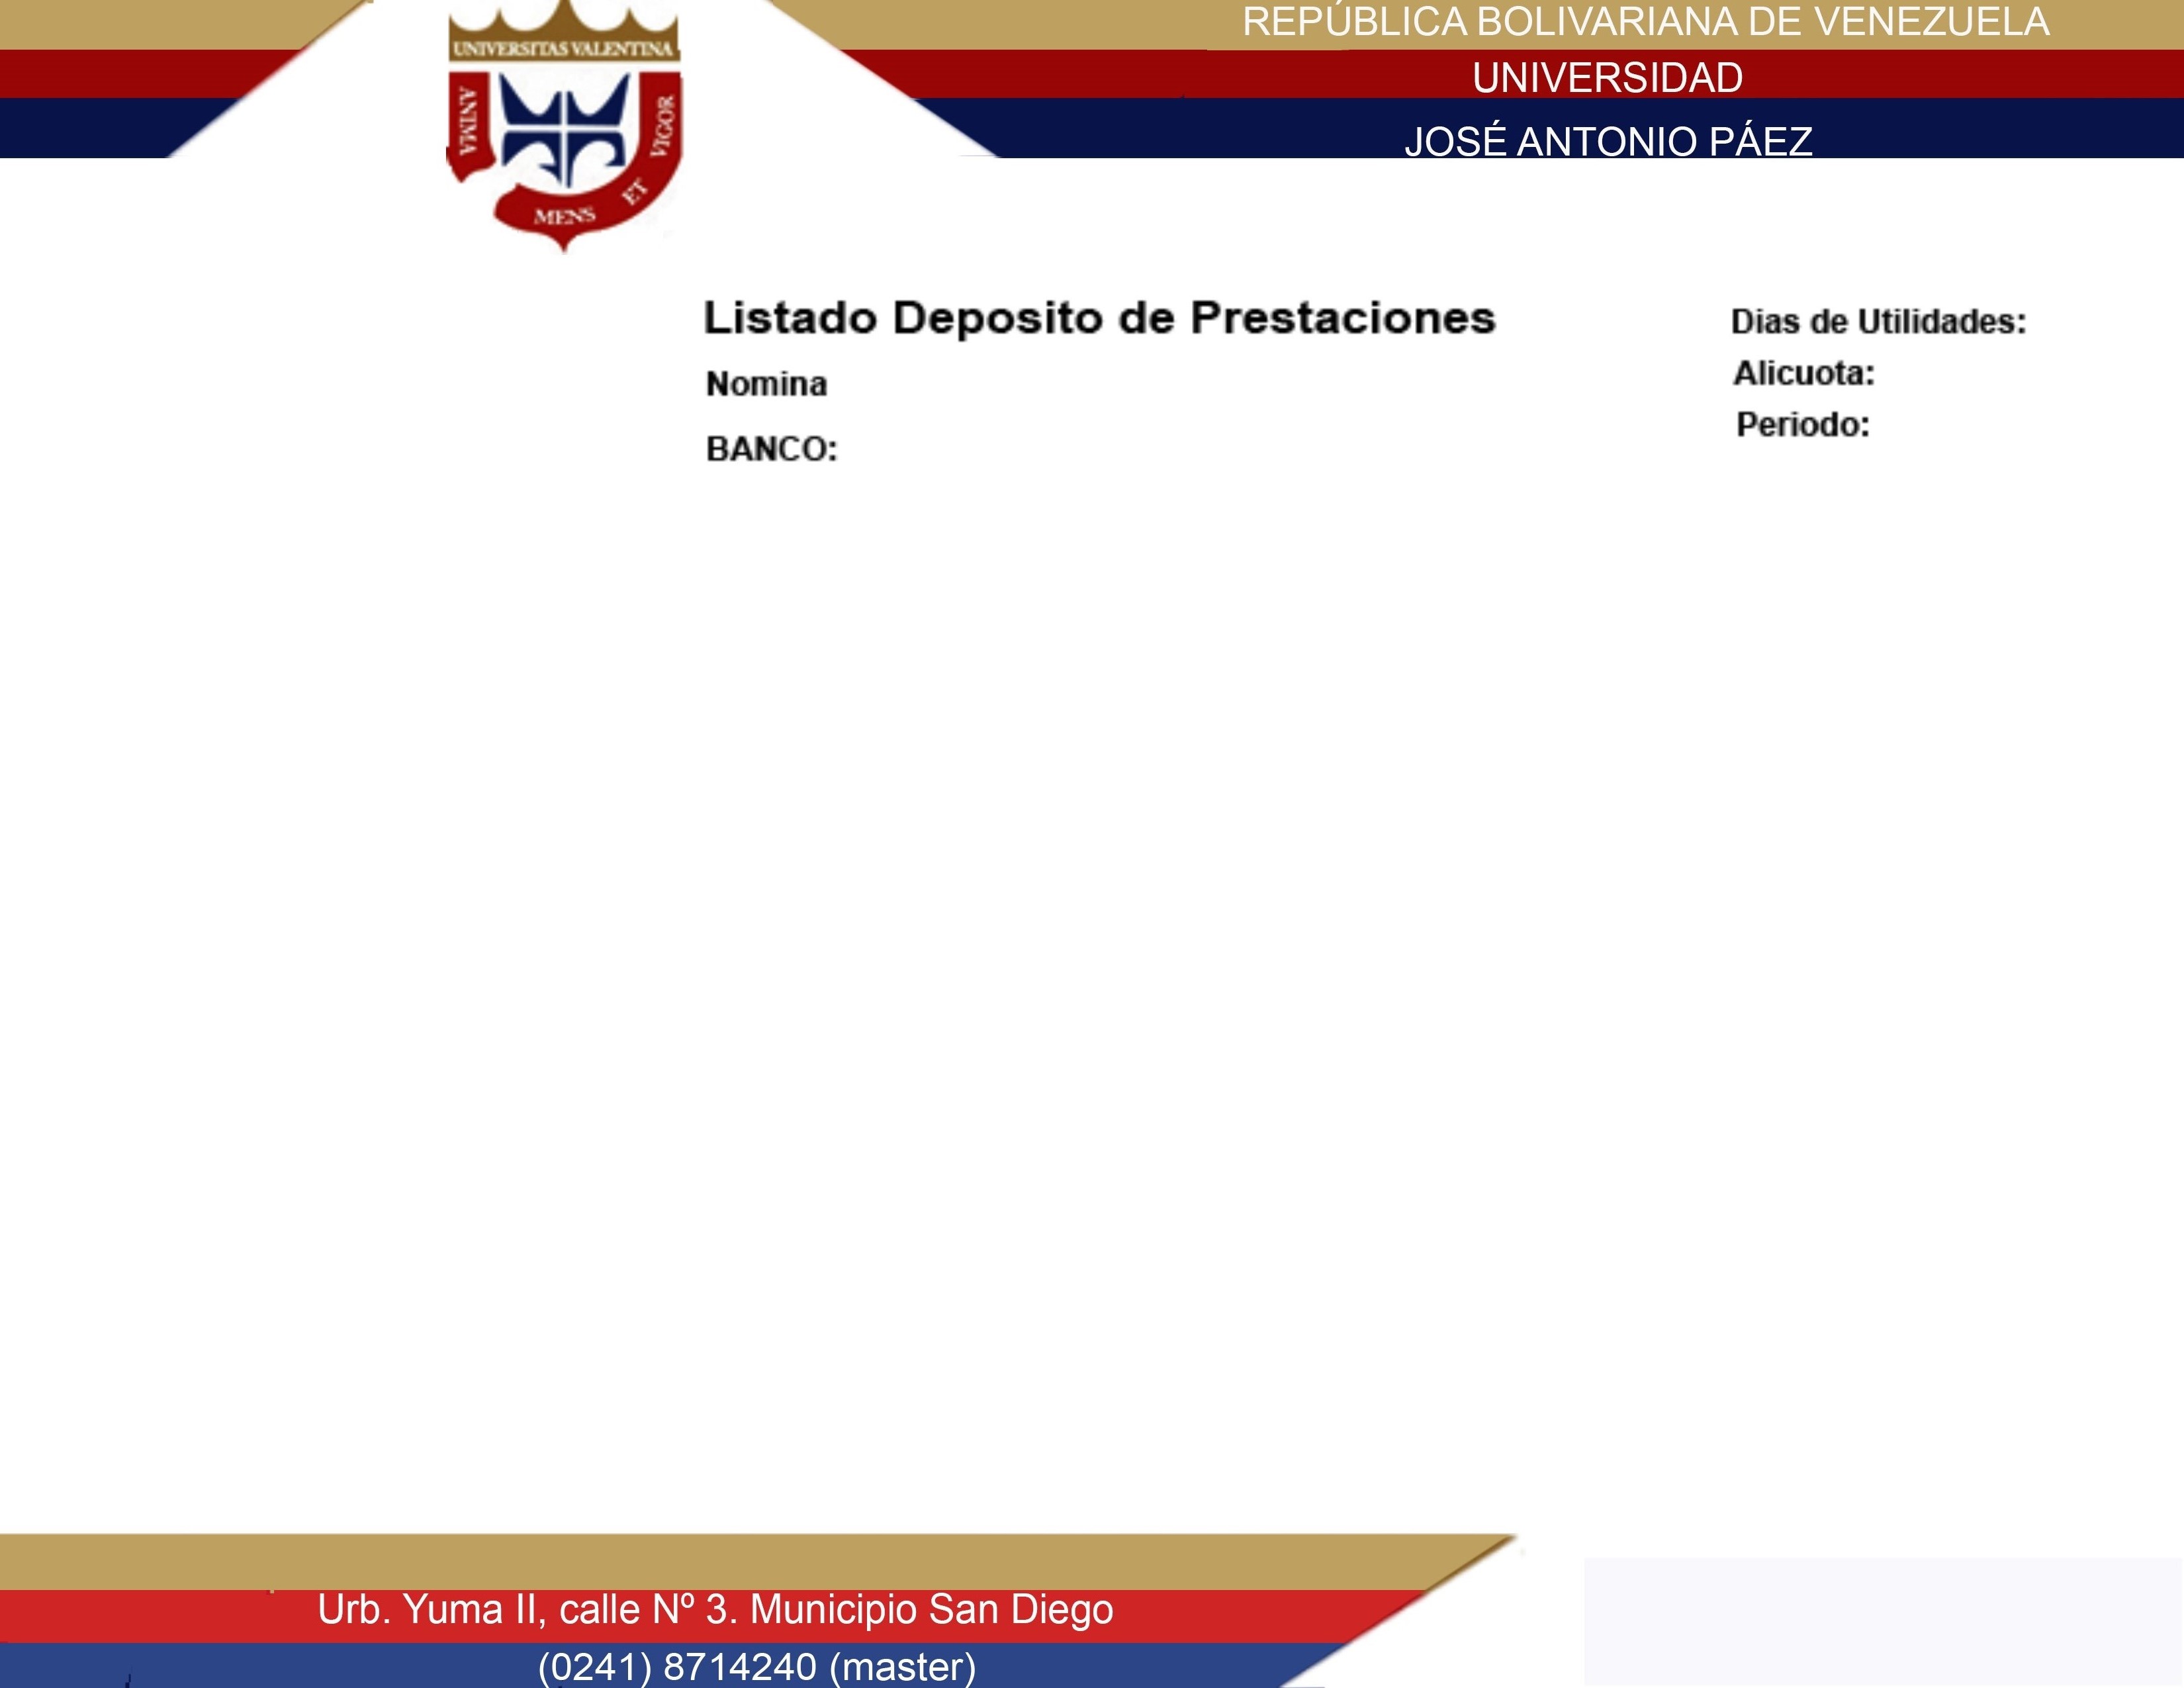 REPÚBLICA BOLIVARIANA DE VENEZUELA
UNIVERSIDAD
JOSÉ ANTONIO PÁEZ
UNIVERSITAS VALENTINA
ANIMA
MENS
ET
VIGOR
Listado Deposito de Prestaciones
Nomina
BANCO:
Dias de Utilidades:
Alicuota:
Periodo:
Urb. Yuma II, calle Nº 3. Municipio San Diego
(0241) 8714240 (master)